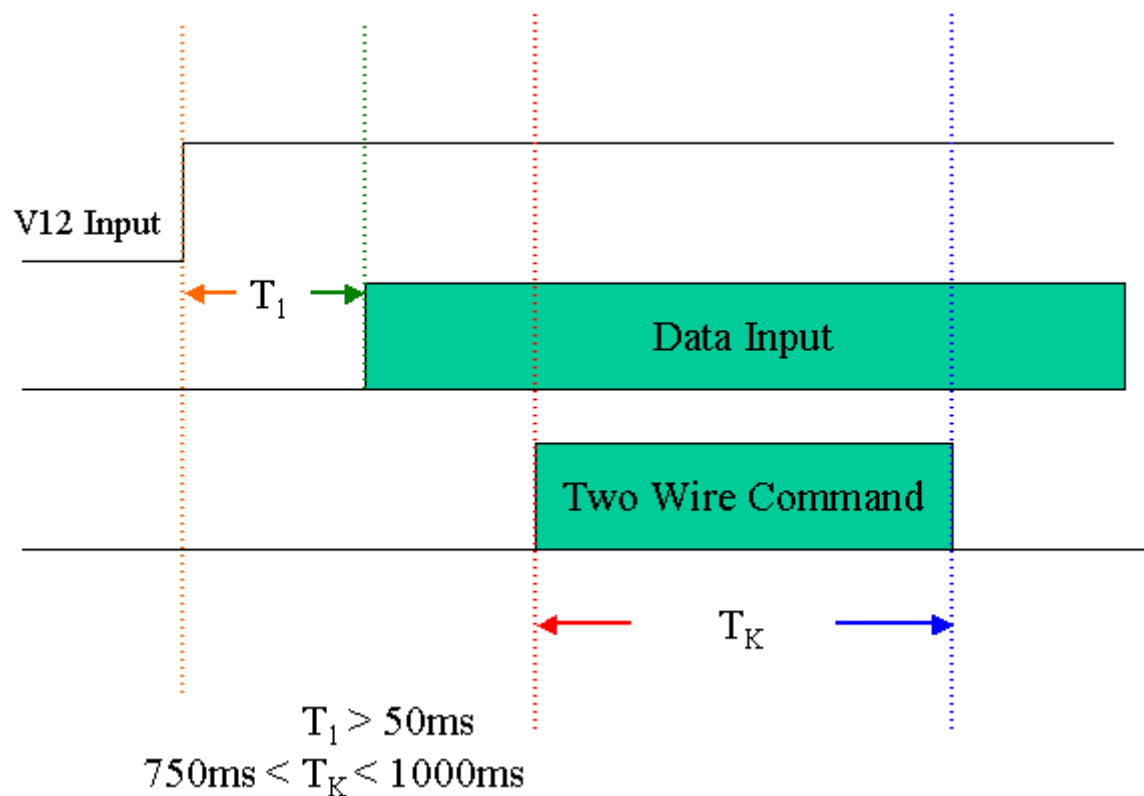 V12 Input
T1
Data Input
Two Wire Command
TK
T1 > 50ms
750ms < TK < 1000ms